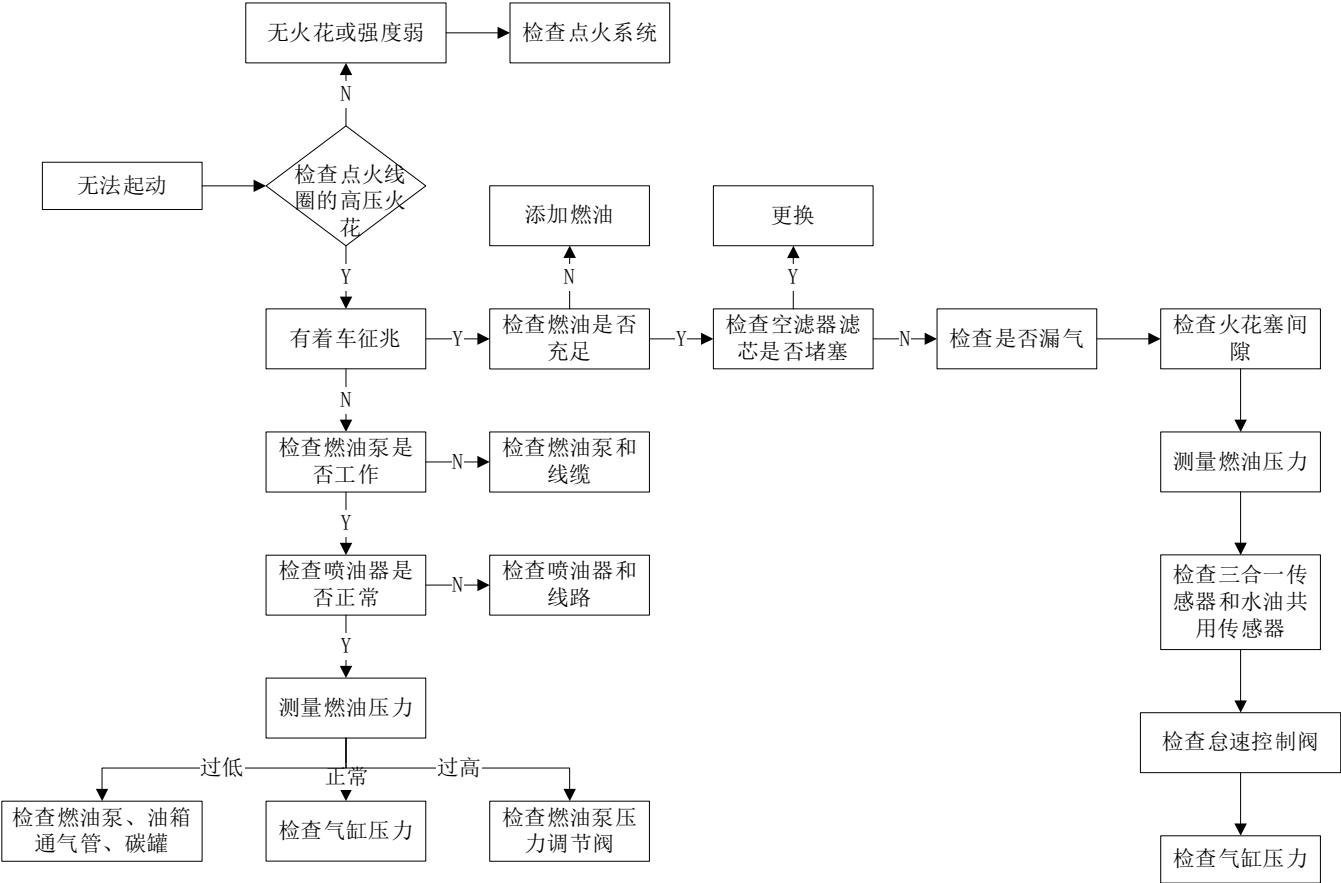 无火花或强度弱
检查点火系统
N
无法起动
检查点火线
圈的高压火
花
添加燃油
更换
Y
N
Y
有着车征兆
Y
检查燃油是否
充足
Y
检查空滤器滤
芯是否堵塞
N
检查是否漏气
检查火花塞间
隙
N
检查燃油泵是
否工作
N
检查燃油泵和
线缆
测量燃油压力
Y
检查喷油器是
否正常
N
检查喷油器和
线路
检查三合一传
感器和水油共
用传感器
Y
测量燃油压力
检查怠速控制阀
过低
正常
过高
检查燃油泵、油箱
通气管、碳罐
检查气缸压力
检查燃油泵压
力调节阀
检查气缸压力